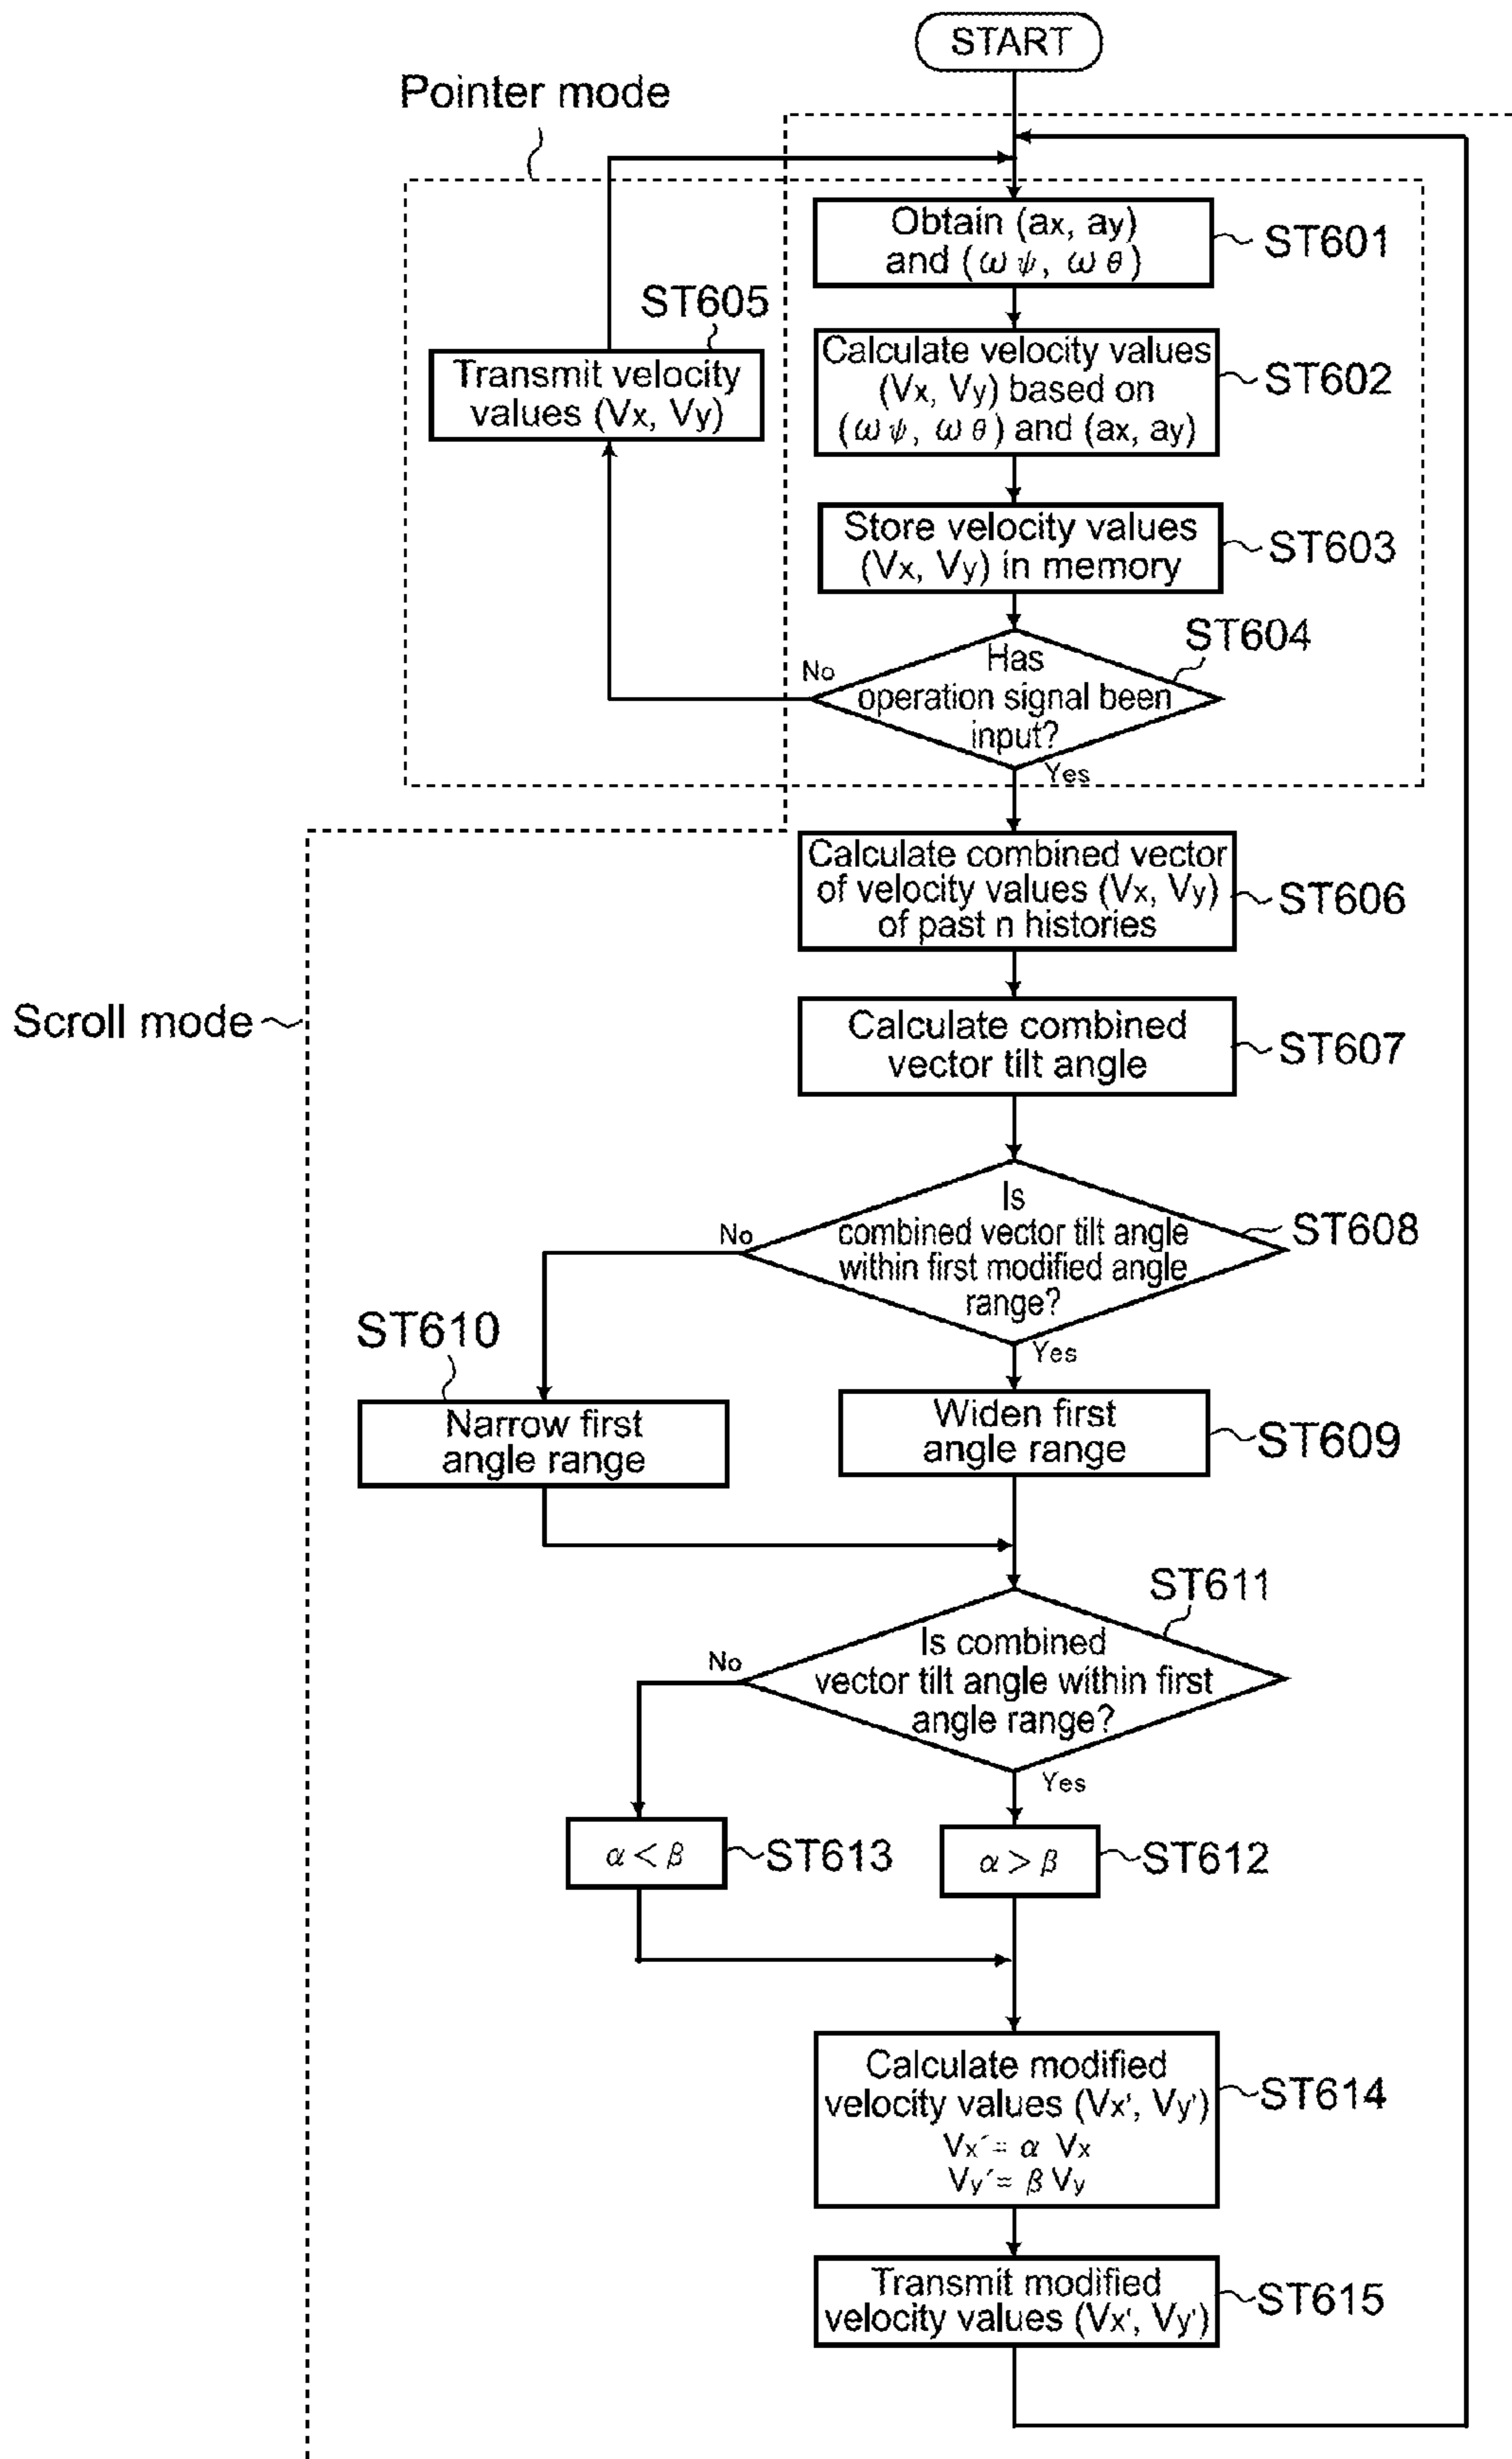 START
Pointer mode
Obtain (ax, ay)
and (ωψ, ωθ)
ST601
ST605
Transmit velocity
values (Vx, Vy)
Calculate velocity values
(Vx, Vy) based on
(ωψ, ωθ) and (ax, ay)
ST602
Store velocity values
(Vx, Vy) in memory
ST603
ST604
No
Has
operation signal been
input?
Yes
Calculate combined vector
of velocity values (Vx, Vy)
of past n histories
ST606
Scroll mode
Calculate combined
vector tilt angle
ST607
No
Is
combined vector tilt angle
within first modified angle
range?
ST608
Yes
ST610
Narrow first
angle range
Widen first
angle range
ST609
ST611
No
Is combined
vector tilt angle within first
angle range?
Yes
α < β
ST613
α > β
ST612
Calculate modified
velocity values (Vx', Vy')
Vx´= α Vx
Vy´= β Vy
ST614
Transmit modified
velocity values (Vx', Vy')
ST615